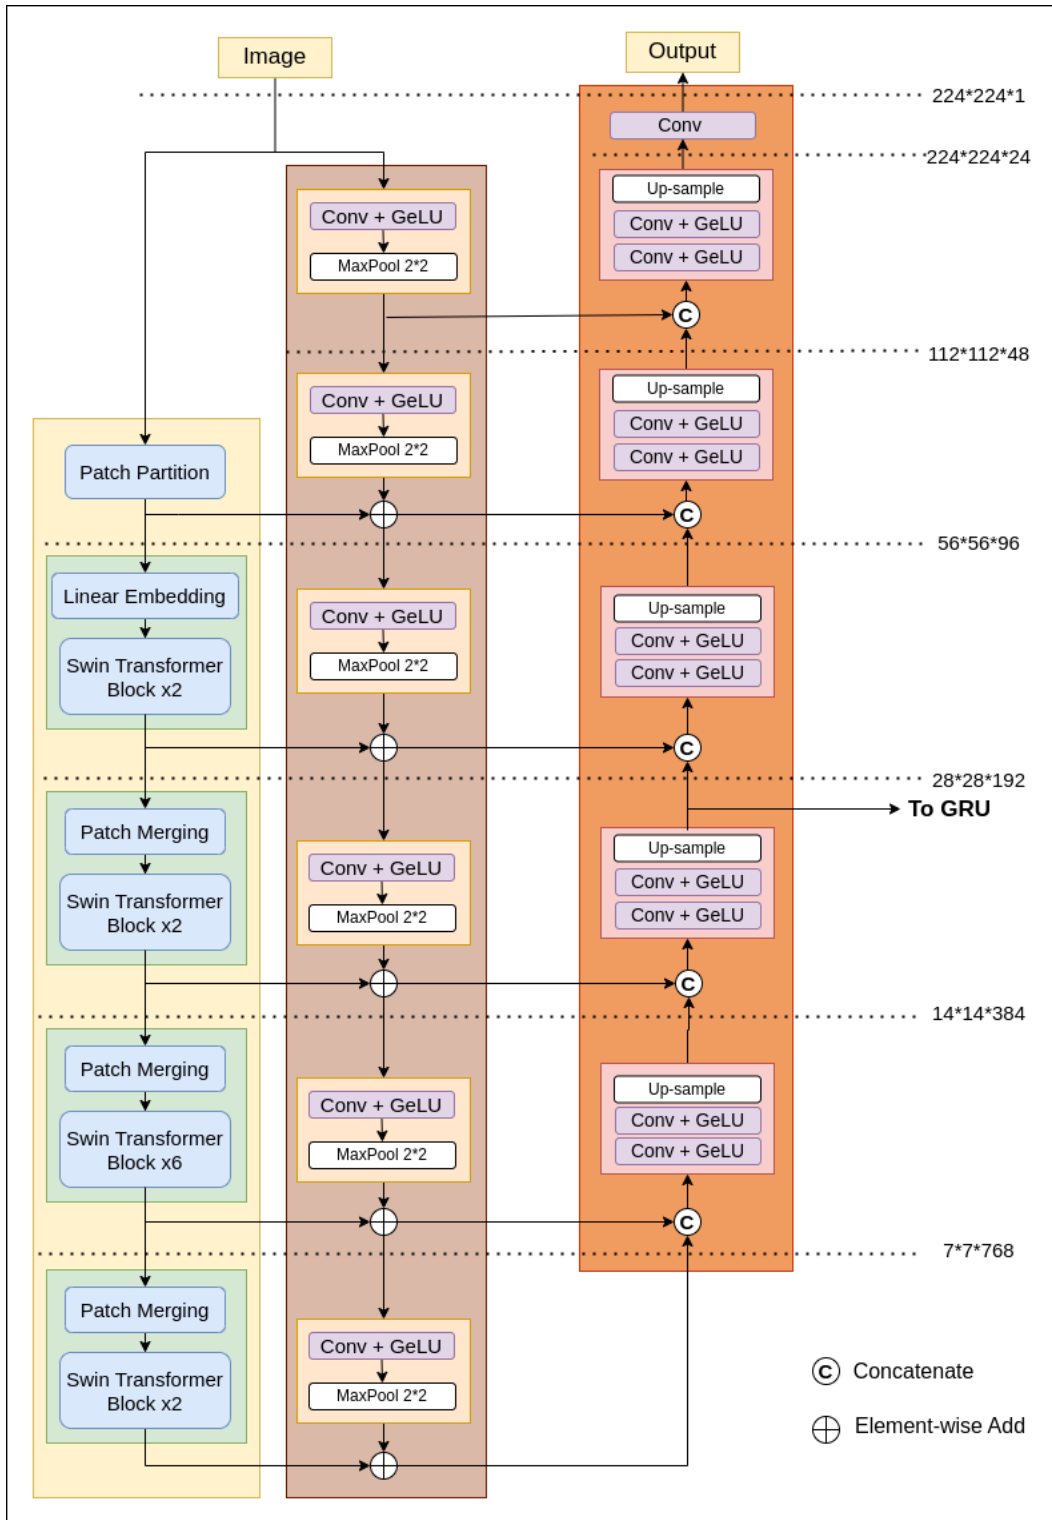 Image
Output
224*224*1
Conv
224*224*24
Conv + GeLU
MaxPool 2*2
Up-sample
Conv + GeLU
Conv + GeLU
C
112*112*48
Conv + GeLU
MaxPool 2*2
Up-sample
Conv + GeLU
Conv + GeLU
Patch Partition
C
56*56*96
Linear Embedding
Swin Transformer
Block x2
Conv + GeLU
MaxPool 2*2
Up-sample
Conv + GeLU
Conv + GeLU
C
28*28*192
To GRU
Patch Merging
Swin Transformer
Block x2
Conv + GeLU
MaxPool 2*2
Up-sample
Conv + GeLU
Conv + GeLU
C
14*14*384
Patch Merging
Swin Transformer
Block x6
Conv + GeLU
MaxPool 2*2
Up-sample
Conv + GeLU
Conv + GeLU
C
7*7*768
Patch Merging
Swin Transformer
Block x2
Conv + GeLU
MaxPool 2*2
C Concatenate
Element-wise Add